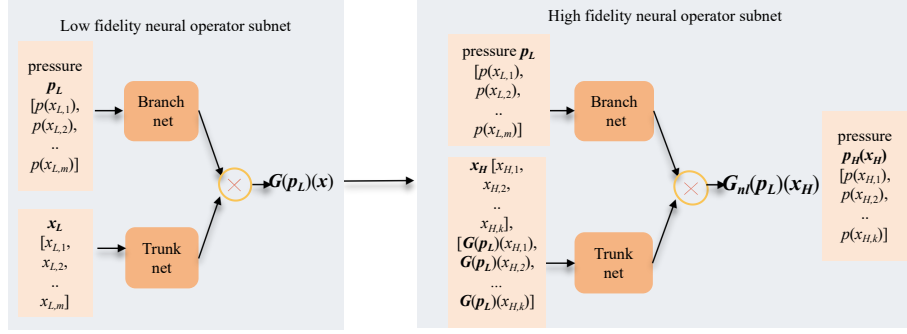 Low fidelity neural operator subnet
pressure
p_L
[p(x_{L,1}),
p(x_{L,2}),
..
p(x_{L,m})]
Branch
net
x_L
[x_{L,1},
x_{L,2},
..
x_{L,m}]
Trunk
net
×
G(p_L)(x)
High fidelity neural operator subnet
pressure p_L
[p(x_{L,1}),
p(x_{L,2}),
..
p(x_{L,m})]
Branch
net
x_H [x_{H,1},
x_{H,2},
..
x_{H,k}],
[G(p_L)(x_{H,1}),
G(p_L)(x_{H,2}),
...
G(p_L)(x_{H,k})]
Trunk
net
×
G_{nl}(p_L)(x_H)
pressure
p_H(x_H)
[p(x_{H,1}),
p(x_{H,2}),
..
p(x_{H,k})]